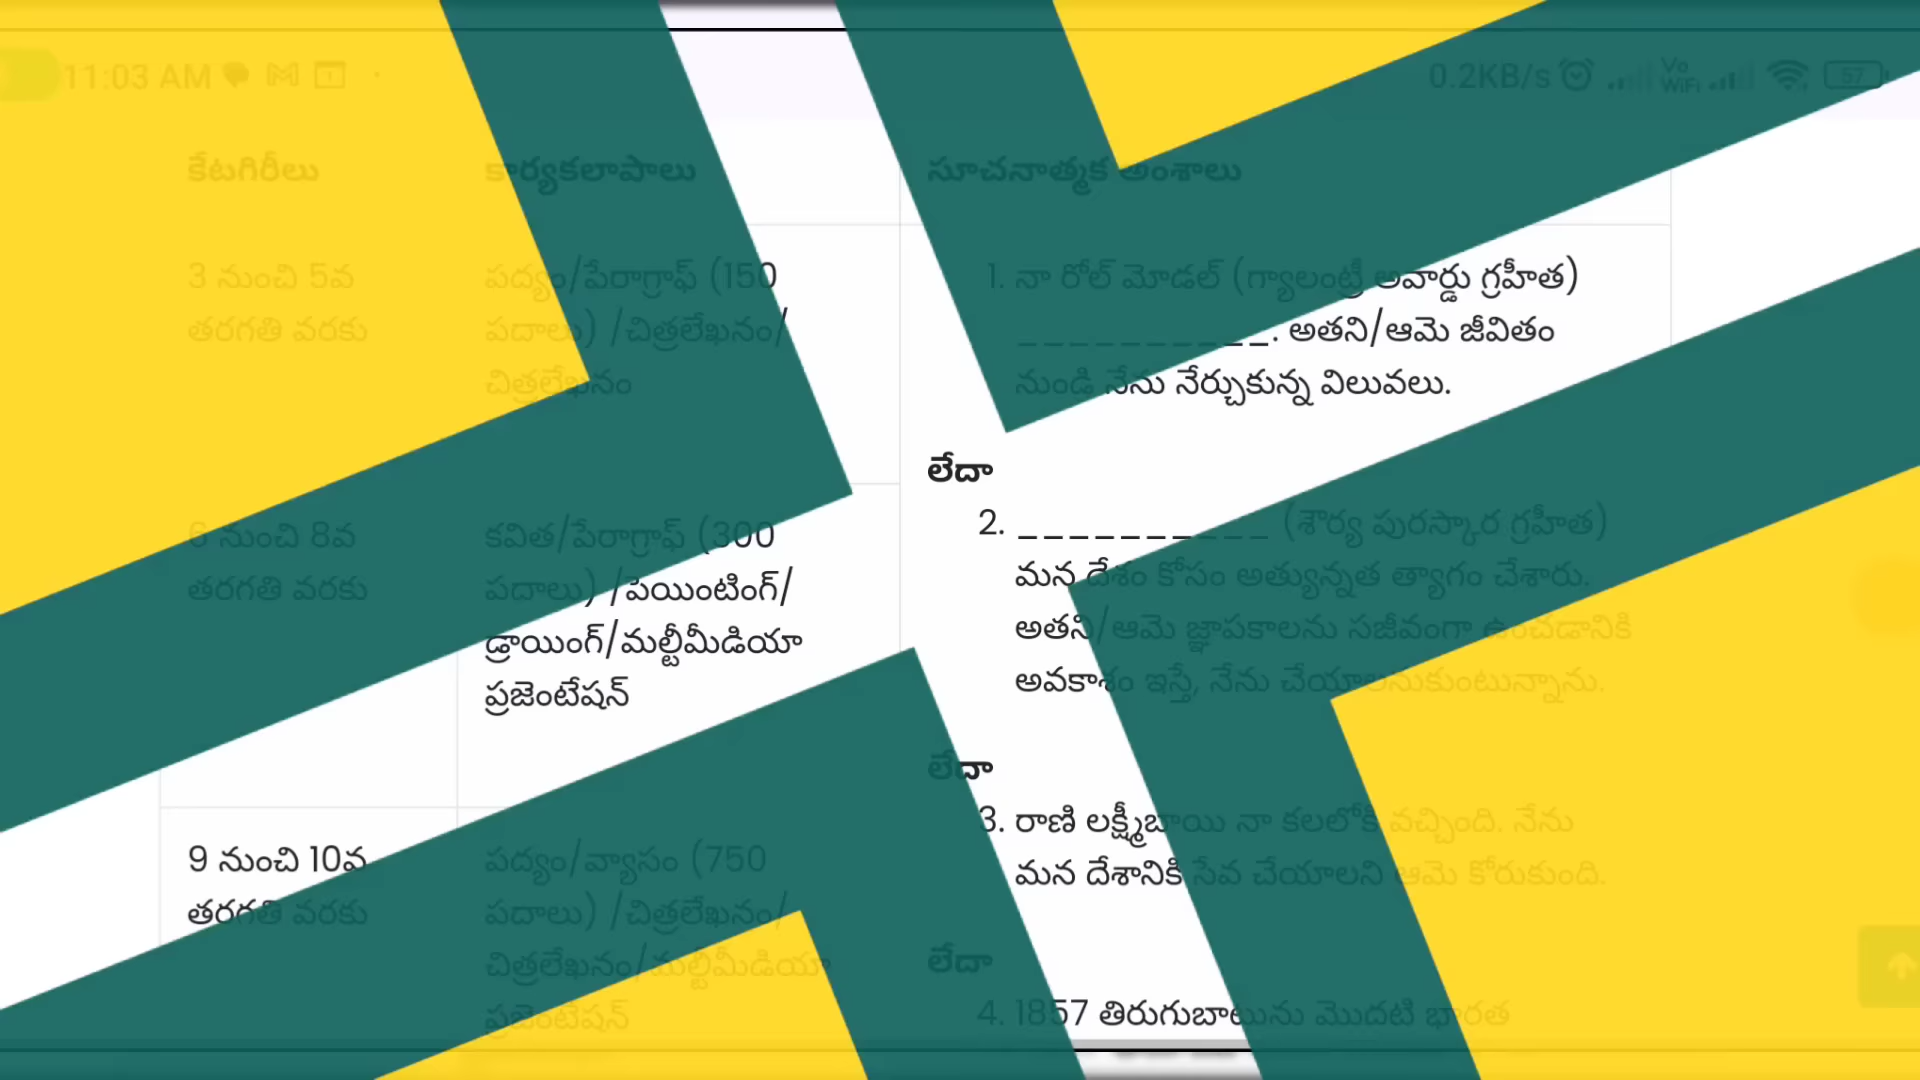 11:03 AM
0.2KB/s Vo WiFi 57
కేటగిరీలు కార్యకలాపాలు సూచనాత్మక అంశాలు
3 నుంచి 5వ
తరగతి వరకు
పద్యం/పేరాగ్రాఫ్ (150
పదాలు) /చిత్రలేఖనం/
చిత్రలేఖనం
1. నా రోల్ మోడల్ (గ్యాలంట్రీ అవార్డు గ్రహీత)
__________. అతని/ఆమె జీవితం
నుండి నేను నేర్చుకున్న విలువలు.
లేదా
6 నుంచి 8వ
తరగతి వరకు
కవిత/పేరాగ్రాఫ్ (300
పదాలు) /పెయింటింగ్/
డ్రాయింగ్/మల్టీమీడియా
ప్రజెంటేషన్
2. __________ (శౌర్య పురస్కార గ్రహీత)
మన దేశం కోసం అత్యున్నత త్యాగం చేశారు.
అతని/ఆమె జ్ఞాపకాలను సజీవంగా ఉంచడానికి
అవకాశం ఇస్తే, నేను చేయాలనుకుంటున్నాను.
లేదా
9 నుంచి 10వ
తరగతి వరకు
పద్యం/వ్యాసం (750
పదాలు) /చిత్రలేఖనం/
చిత్రలేఖనం/మల్టీమీడియా
ప్రజెంటేషన్
3. రాణి లక్ష్మీబాయి నా కలలోకి వచ్చింది. నేను
మన దేశానికి సేవ చేయాలని ఆమె కోరుకుంది.
లేదా
4. 1857 తిరుగుబాటును మొదటి భారత